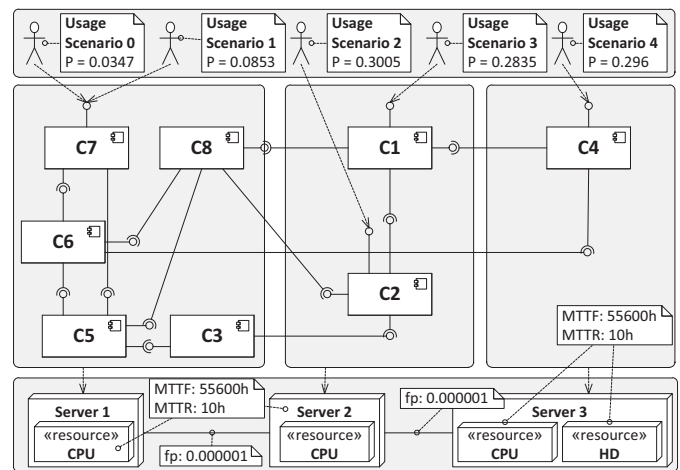 Usage
Scenario 0
P = 0.0347
Usage
Scenario 1
P = 0.0853
Usage
Scenario 2
P = 0.3005
Usage
Scenario 3
P = 0.2835
Usage
Scenario 4
P = 0.296
C7
C8
C1
C4
C6
C2
C5
C3
MTTF: 55600h
MTTR: 10h
MTTF: 55600h
MTTR: 10h
fp: 0.000001
Server 1
Server 2
Server 3
«resource»
CPU
«resource»
CPU
«resource»
CPU
«resource»
HD
fp: 0.000001